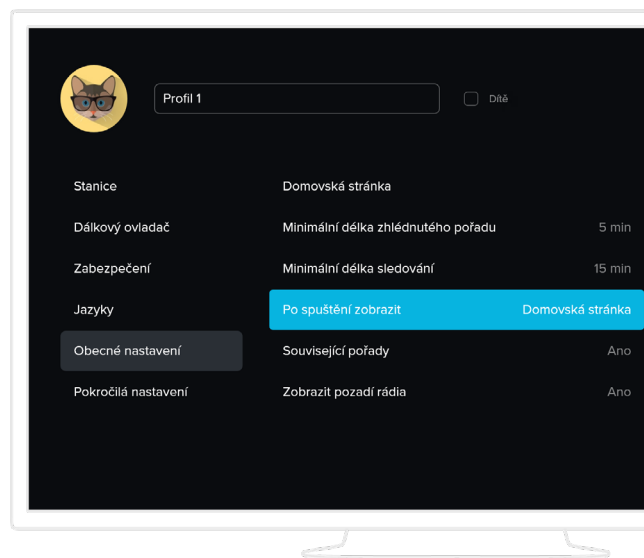 Profil 1
Dítě
Stanice
Domovská stránka
Dálkový ovladač
Minimální délka zhlédnutého pořadu 5 min
Zabezpečení
Minimální délka sledování 15 min
Jazyky
Po spuštění zobrazit Domovská stránka
Obecné nastavení
Související pořady Ano
Pokročilá nastavení
Zobrazit pozadí rádia Ano